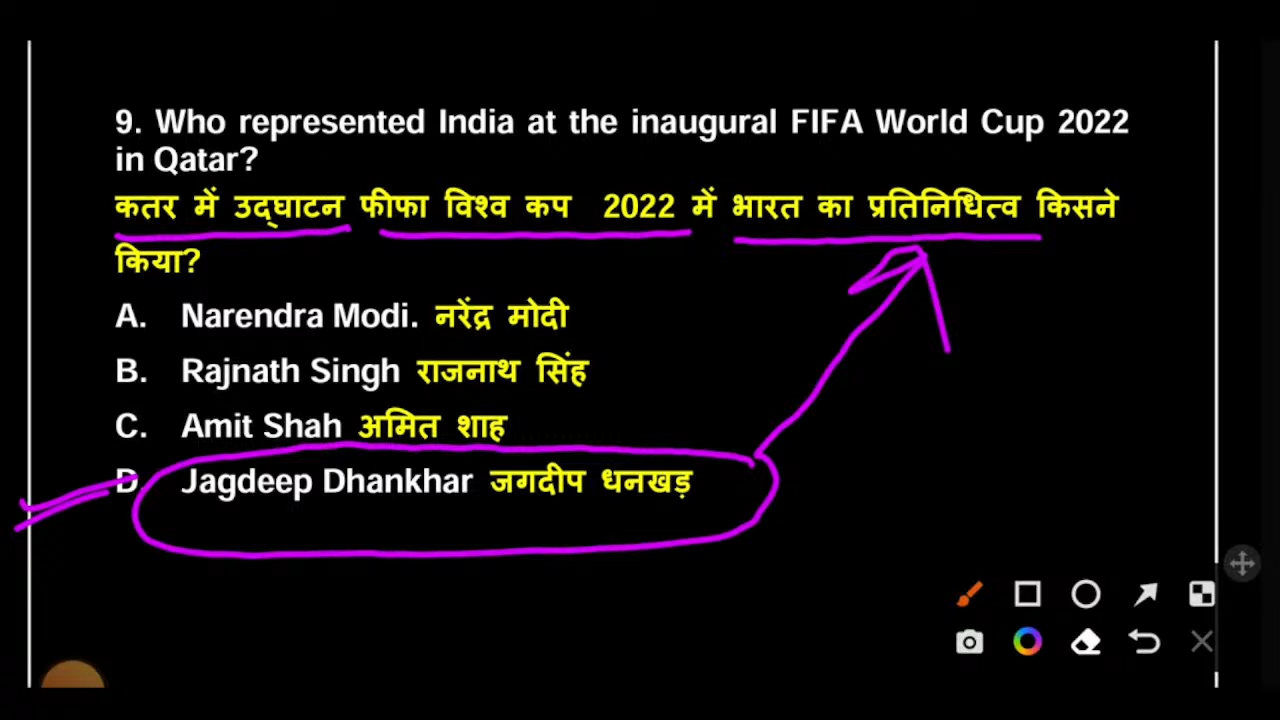 9. Who represented India at the inaugural FIFA World Cup 2022
in Qatar?
कतर में उद्घाटन फीफा विश्व कप 2022 में भारत का प्रतिनिधित्व किसने
किया?
A. Narendra Modi. नरेंद्र मोदी
B. Rajnath Singh राजनाथ सिंह
C. Amit Shah अमित शाह
D. Jagdeep Dhankhar जगदीप धनखड़